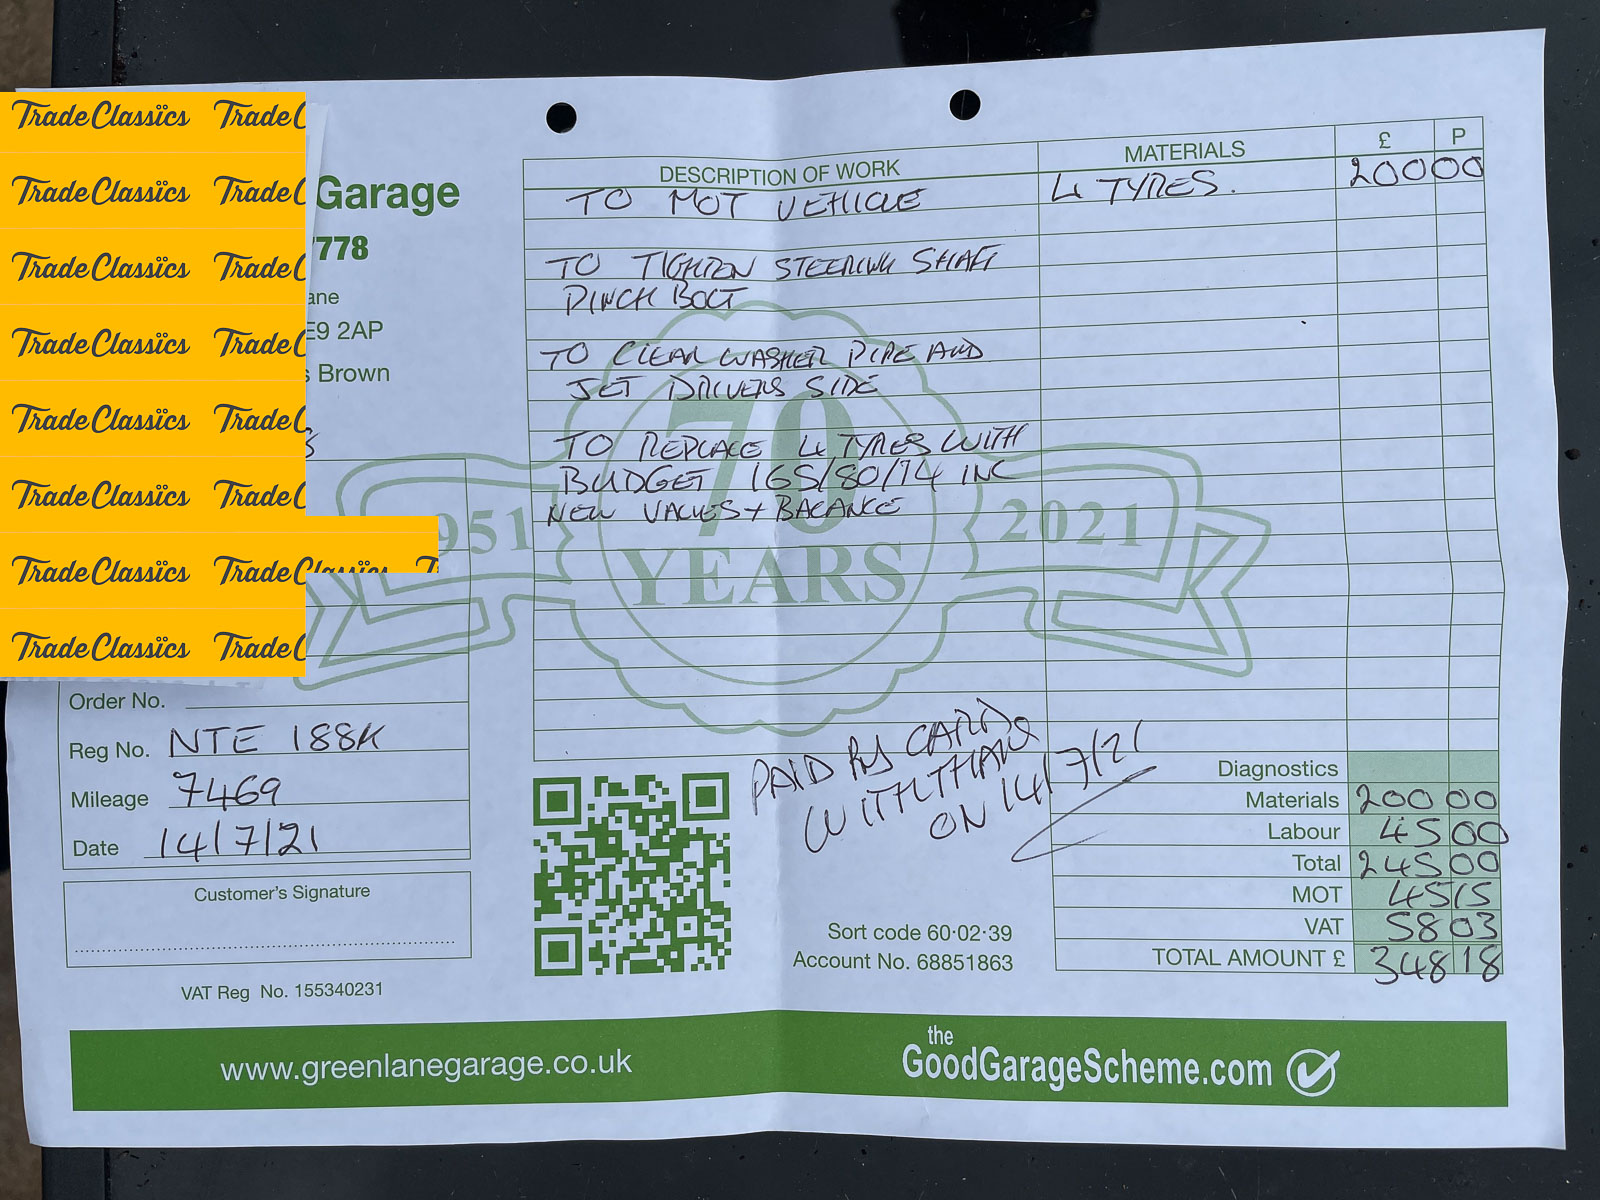 TradeClassics TradeC
TradeClassics TradeC
TradeClassics TradeC
TradeClassics TradeC
TradeClassics TradeC
TradeClassics TradeC
TradeClassics TradeClassics T
TradeClassics TradeC
Garage
7778
ane
E9 2AP
s Brown
Order No.
Reg No. NTE 188K
Mileage 7469
Date 14/7/21
Customer's Signature
VAT Reg No. 155340231
DESCRIPTION OF WORK MATERIALS £ P
TO MOT VEHICLE 4 TYRES. 200 00
TO TIGHTEN STEERING SHAFT
PINCH BOLT
TO CLEAR WASHER PIPE AND
JET DRIVERS SIDE
TO REPLACE 4 TYRES WITH
BUDGET 165/80/14 INC
NEW VALVES + BALANCE
1951 70 YEARS 2021
PAID BY CARD
WITH THANKS
ON 14/7/21
Diagnostics
Materials 200 00
Labour 45 00
Total 245 00
MOT 45 15
VAT 58 03
TOTAL AMOUNT £ 348 18
Sort code 60·02·39
Account No. 68851863
www.greenlanegarage.co.uk
the
GoodGarageScheme.com